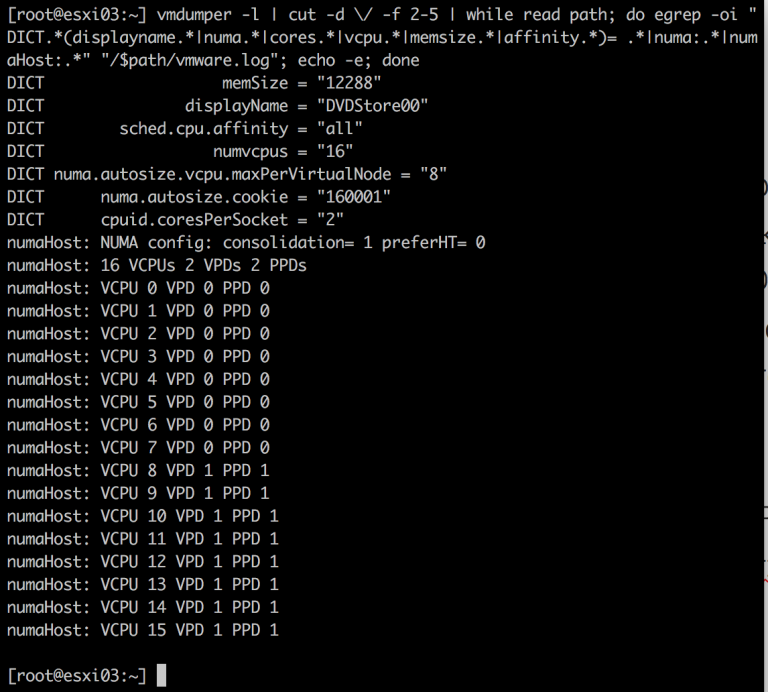 [root@esxi03:~] vmdumper -l | cut -d \/ -f 2-5 | while read path; do egrep -oi "
DICT.*(displayname.*|numa.*|cores.*|vcpu.*|memsize.*|affinity.*)= .*|numa:.*|num
aHost:.*" "/$path/vmware.log"; echo -e; done
DICT                   memSize = "12288"
DICT               displayName = "DVDStore00"
DICT        sched.cpu.affinity = "all"
DICT                  numvcpus = "16"
DICT numa.autosize.vcpu.maxPerVirtualNode = "8"
DICT      numa.autosize.cookie = "160001"
DICT      cpuid.coresPerSocket = "2"
numaHost: NUMA config: consolidation= 1 preferHT= 0
numaHost: 16 VCPUs 2 VPDs 2 PPDs
numaHost: VCPU 0 VPD 0 PPD 0
numaHost: VCPU 1 VPD 0 PPD 0
numaHost: VCPU 2 VPD 0 PPD 0
numaHost: VCPU 3 VPD 0 PPD 0
numaHost: VCPU 4 VPD 0 PPD 0
numaHost: VCPU 5 VPD 0 PPD 0
numaHost: VCPU 6 VPD 0 PPD 0
numaHost: VCPU 7 VPD 0 PPD 0
numaHost: VCPU 8 VPD 1 PPD 1
numaHost: VCPU 9 VPD 1 PPD 1
numaHost: VCPU 10 VPD 1 PPD 1
numaHost: VCPU 11 VPD 1 PPD 1
numaHost: VCPU 12 VPD 1 PPD 1
numaHost: VCPU 13 VPD 1 PPD 1
numaHost: VCPU 14 VPD 1 PPD 1
numaHost: VCPU 15 VPD 1 PPD 1
[root@esxi03:~]